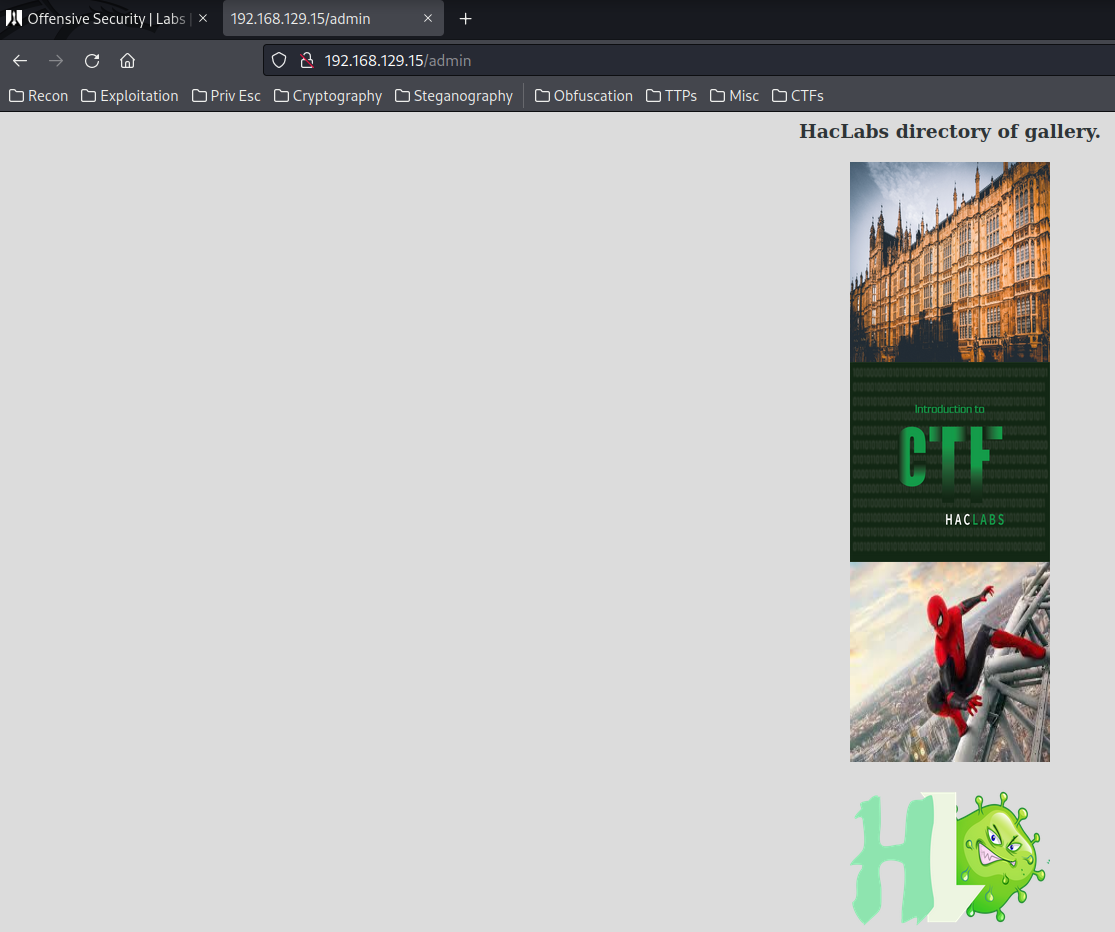 Offensive Security | Labs |
192.168.129.15/admin
192.168.129.15/admin
Recon Exploitation Priv Esc Cryptography Steganography Obfuscation TTPs Misc CTFs
HacLabs directory of gallery.
Introduction to
CTF
HACLABS
HL